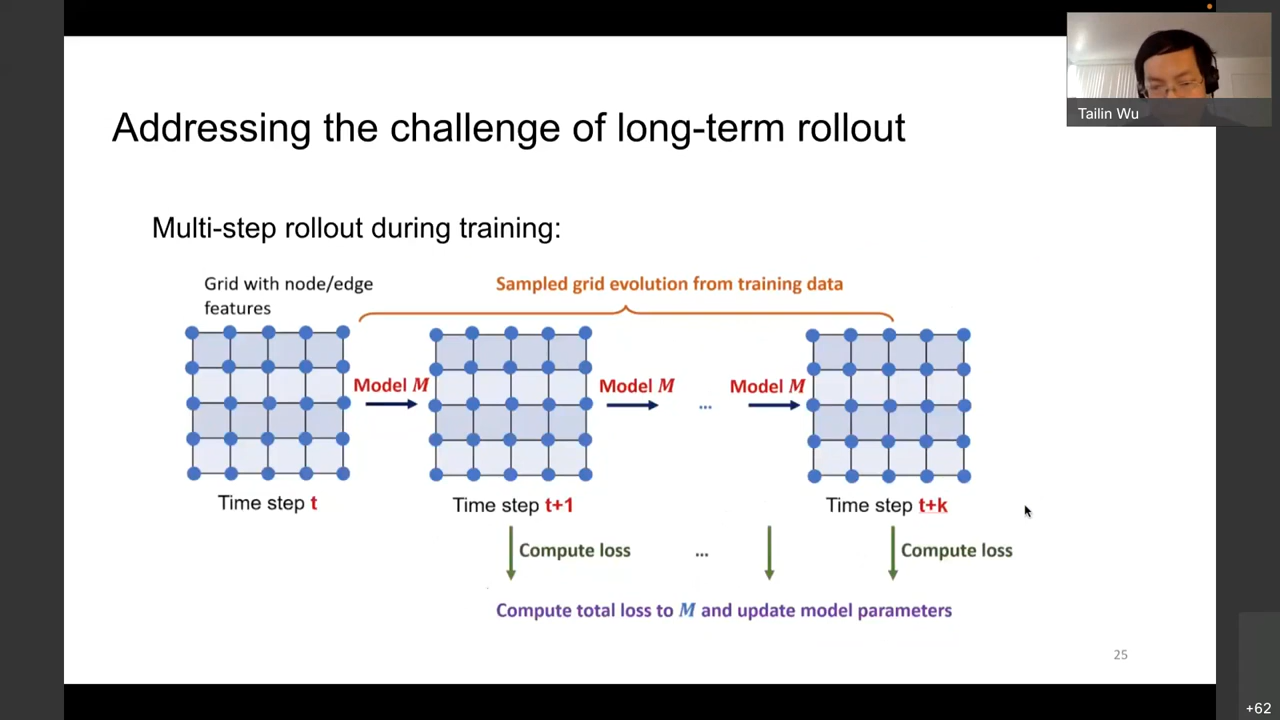 Tailin Wu
Addressing the challenge of long-term rollout
Multi-step rollout during training:
Grid with node/edge
features
Sampled grid evolution from training data
Model M
Model M
...
Model M
Time step t
Time step t+1
Time step t+k
Compute loss
...
Compute loss
Compute total loss to M and update model parameters
25
+62